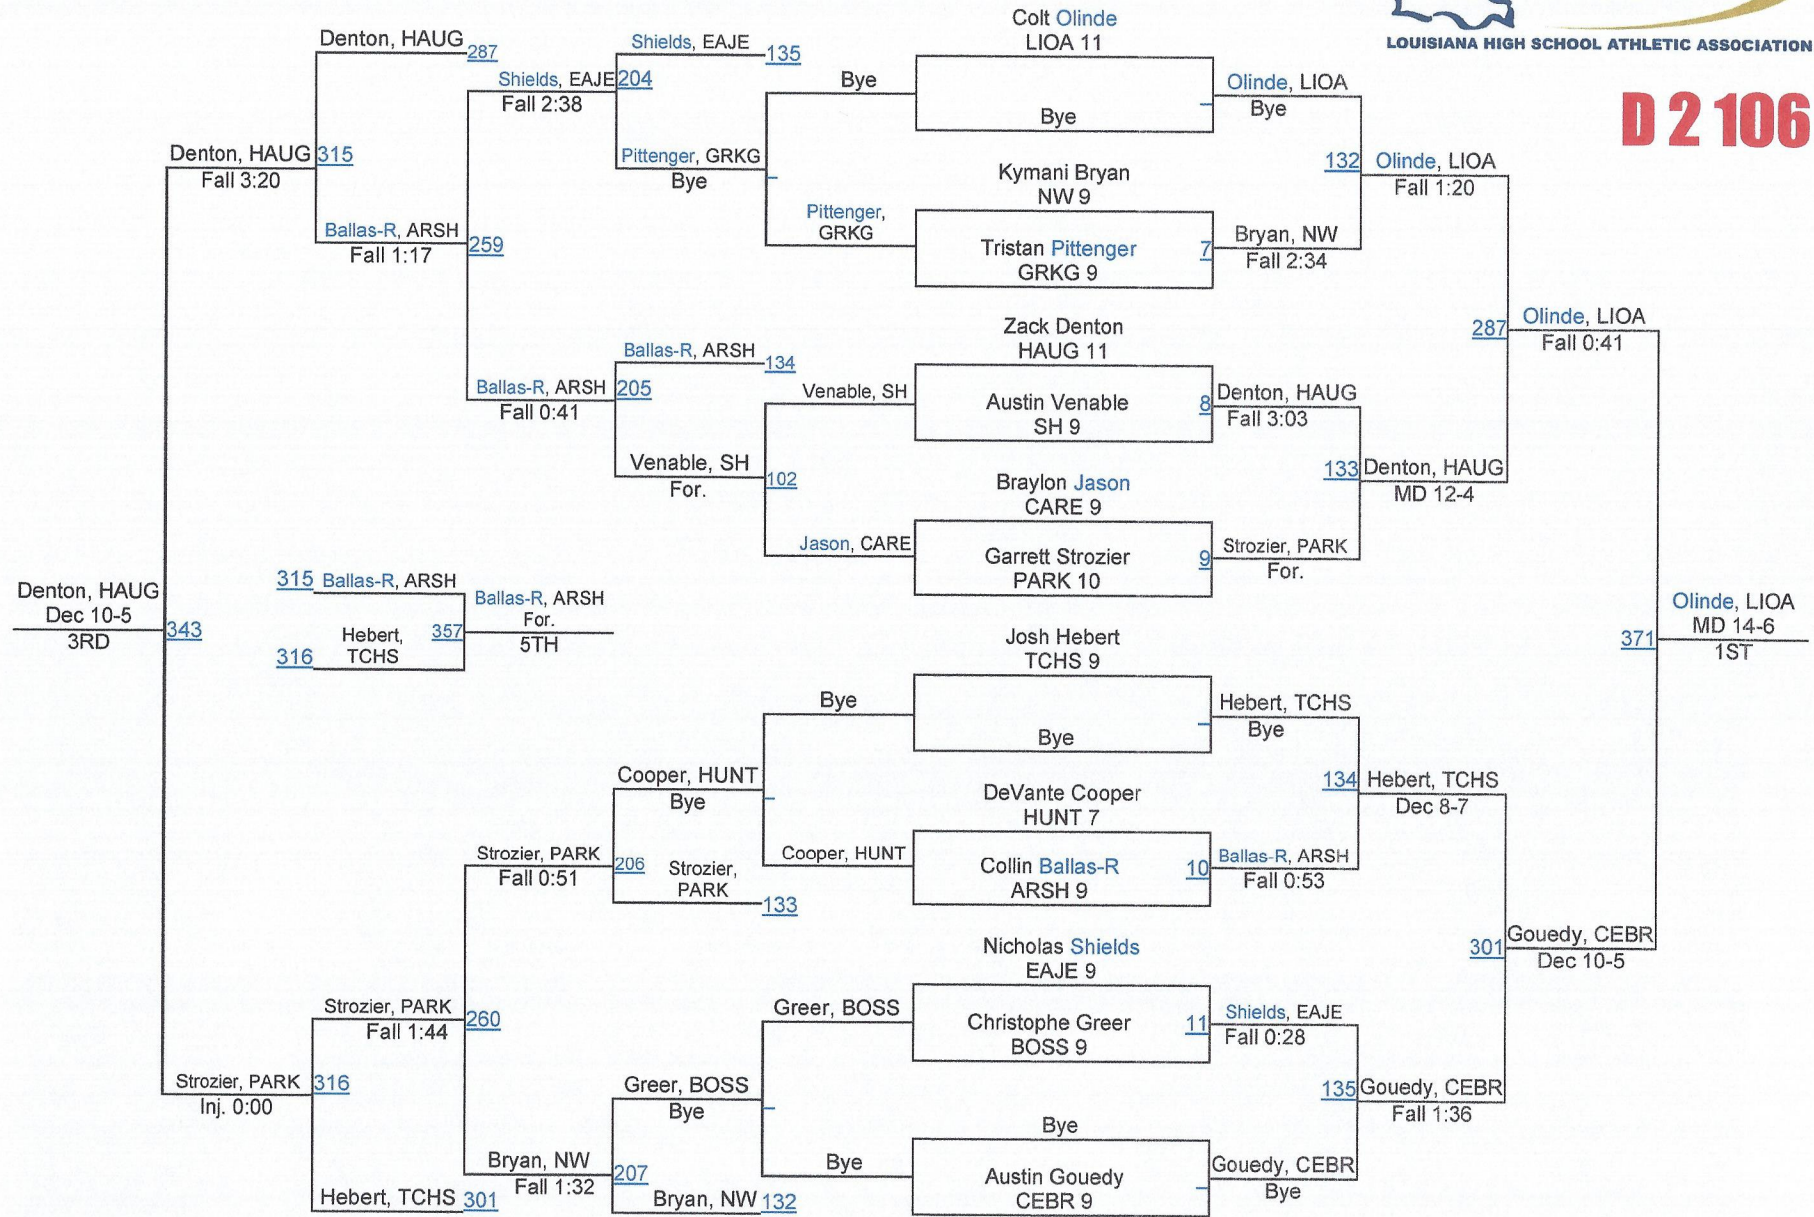 LOUISIANA HIGH SCHOOL ATHLETIC ASSOCIATION
D 2 106
Denton, HAUG
287
Shields, EAJE
204
Fall 2:38
Shields, EAJE
135
Pittenger, GRKG
Bye
Denton, HAUG
315
Fall 3:20
Ballas-R, ARSH
259
Fall 1:17
Ballas-R, ARSH
205
Fall 0:41
Ballas-R, ARSH
134
Venable, SH
102
For.
Bye
Pittenger,
GRKG
Venable, SH
Jason, CARE
Colt Olinde
LIOA 11
Bye
Kymani Bryan
NW 9
Tristan Pittenger
7
GRKG 9
Zack Denton
HAUG 11
Austin Venable
8
SH 9
Braylon Jason
CARE 9
Garrett Strozier
9
PARK 10
Olinde, LIOA
Bye
132
Olinde, LIOA
Fall 1:20
Bryan, NW
Fall 2:34
Denton, HAUG
Fall 3:03
133
Denton, HAUG
MD 12-4
Strozier, PARK
For.
287
Olinde, LIOA
Fall 0:41
Denton, HAUG
Dec 10-5
3RD
343
315
Ballas-R, ARSH
Hebert,
TCHS
316
357
Ballas-R, ARSH
For.
5TH
371
Olinde, LIOA
MD 14-6
1ST
Josh Hebert
TCHS 9
Bye
DeVante Cooper
HUNT 7
Collin Ballas-R
10
ARSH 9
Nicholas Shields
EAJE 9
Christophe Greer
11
BOSS 9
Bye
Austin Gouedy
CEBR 9
Bye
Cooper, HUNT
Bye
Cooper, HUNT
Strozier, PARK
206
Fall 0:51
Strozier,
PARK
133
Strozier, PARK
260
Fall 1:44
Greer, BOSS
Greer, BOSS
Bye
Bye
Strozier, PARK
316
Inj. 0:00
Bryan, NW
207
Fall 1:32
Bryan, NW
132
Hebert, TCHS
301
Hebert, TCHS
Bye
134
Hebert, TCHS
Dec 8-7
Ballas-R, ARSH
Fall 0:53
Shields, EAJE
Fall 0:28
135
Gouedy, CEBR
Fall 1:36
Gouedy, CEBR
Bye
301
Gouedy, CEBR
Dec 10-5